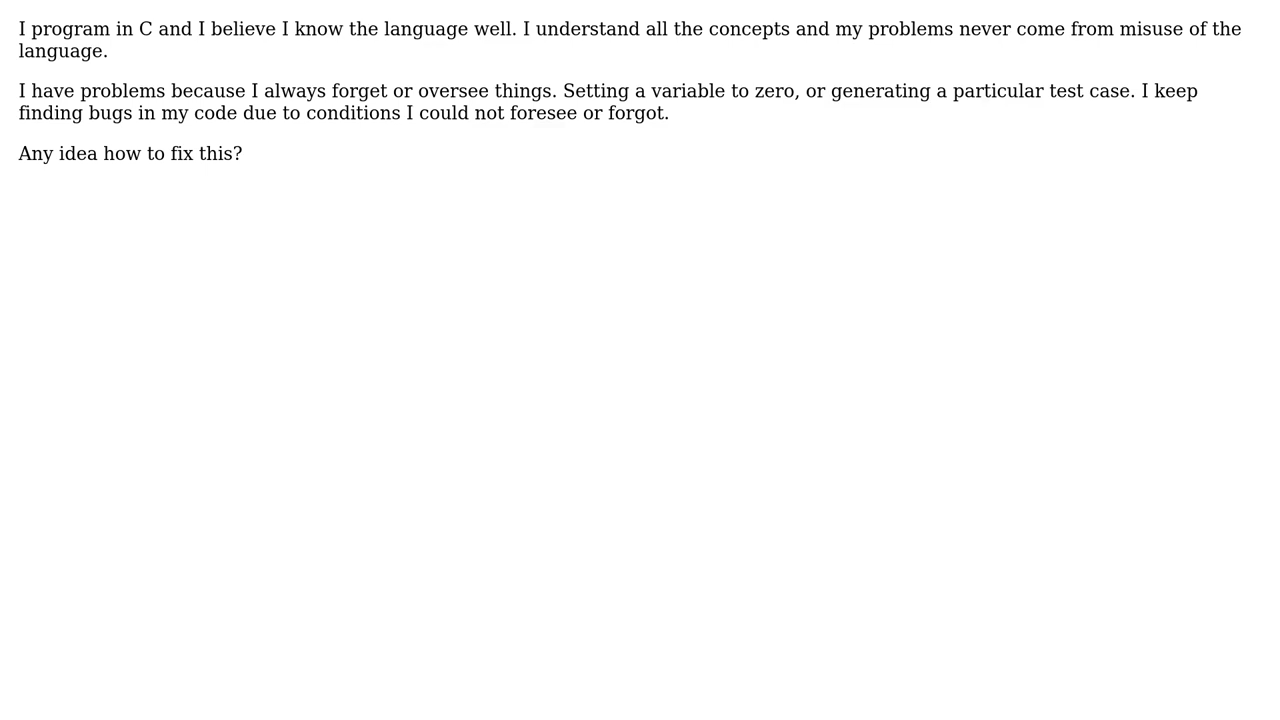 I program in C and I believe I know the language well. I understand all the concepts and my problems never come from misuse of the
language.
I have problems because I always forget or oversee things. Setting a variable to zero, or generating a particular test case. I keep
finding bugs in my code due to conditions I could not foresee or forgot.
Any idea how to fix this?